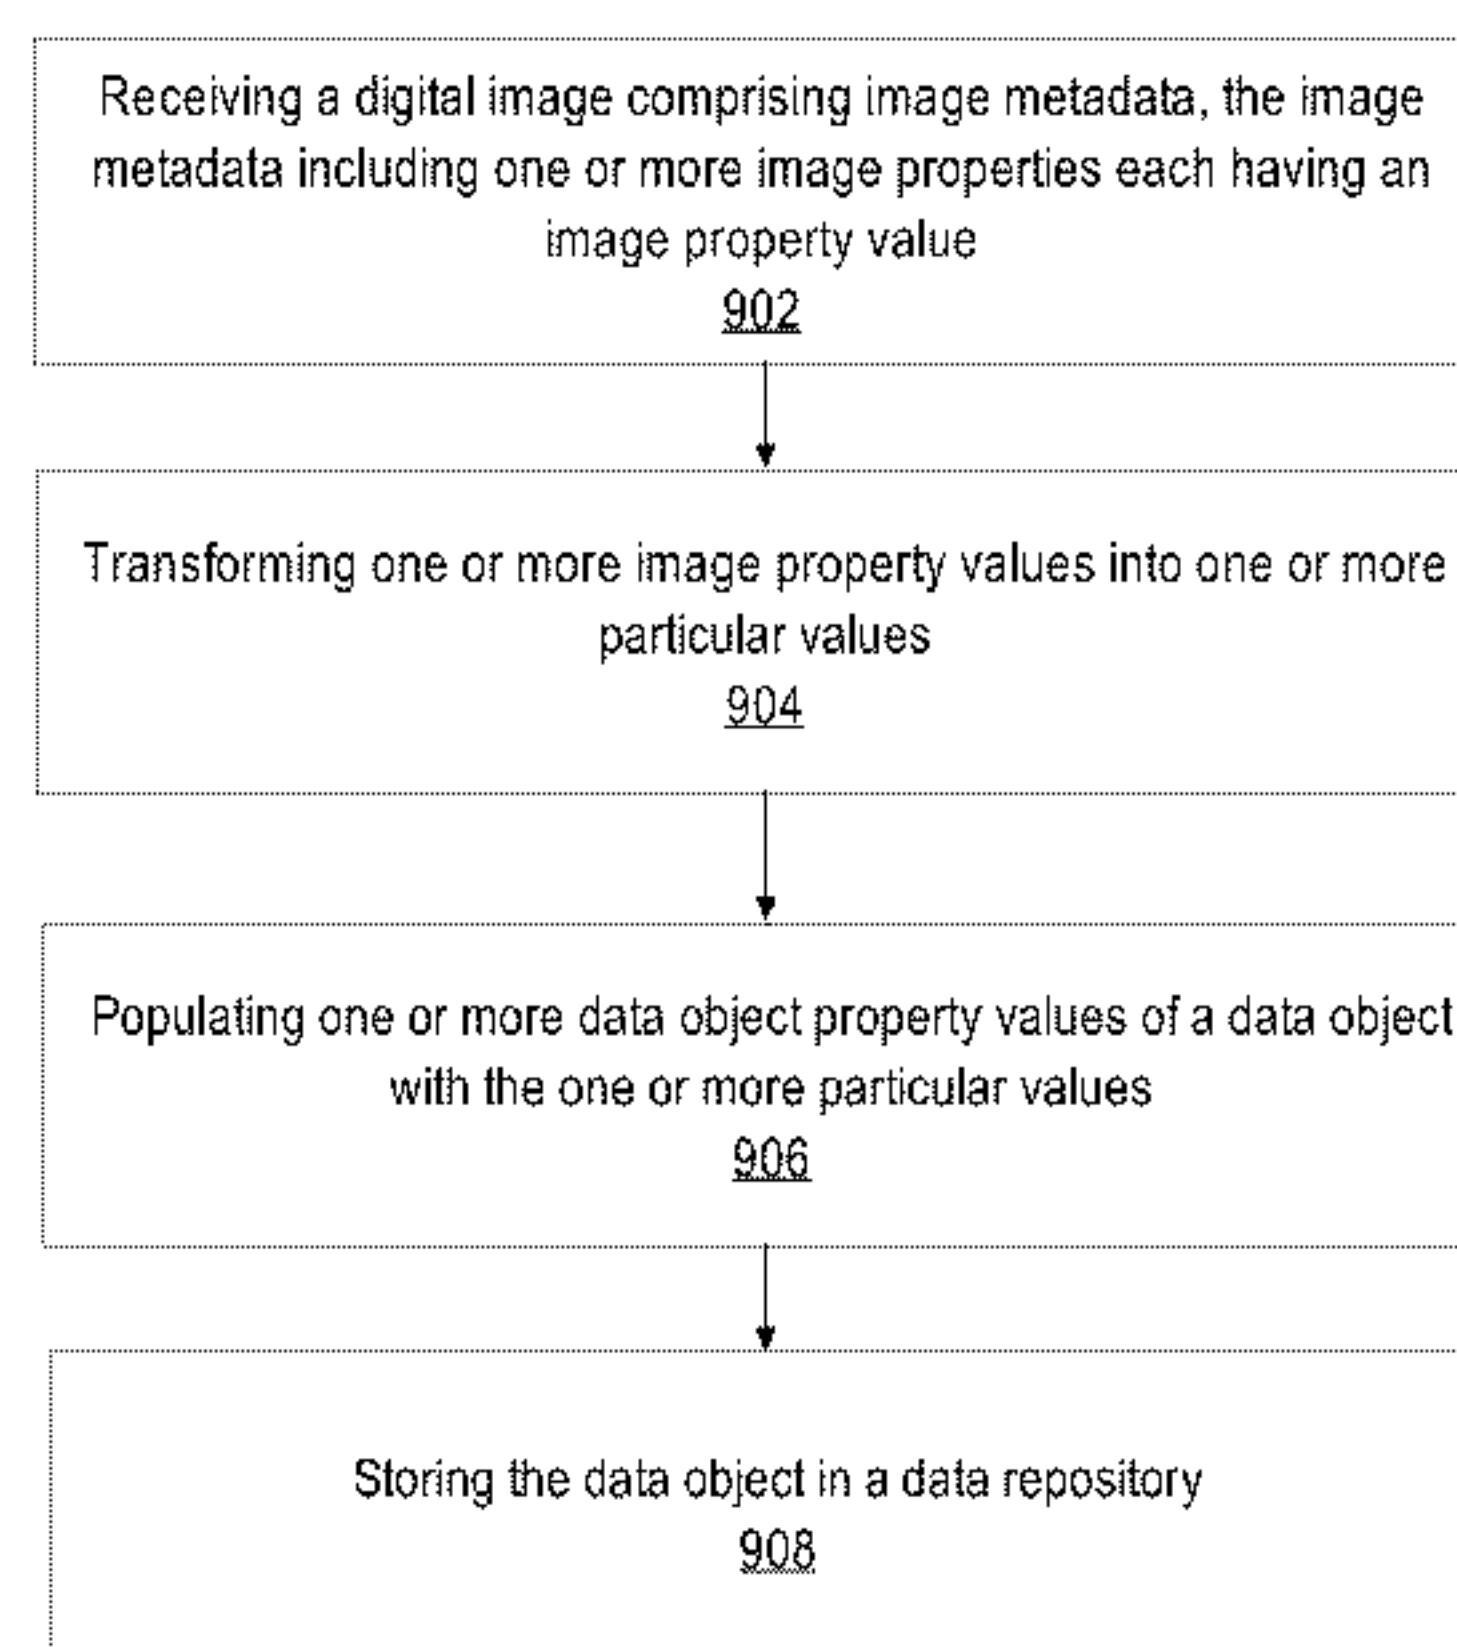 Receiving a digital image comprising image metadata, the image
metadata including one or more image properties each having an
image property value
902
Transforming one or more image property values into one or more
particular values
904
Populating one or more data object property values of a data object
with the one or more particular values
906
Storing the data object in a data repository
908